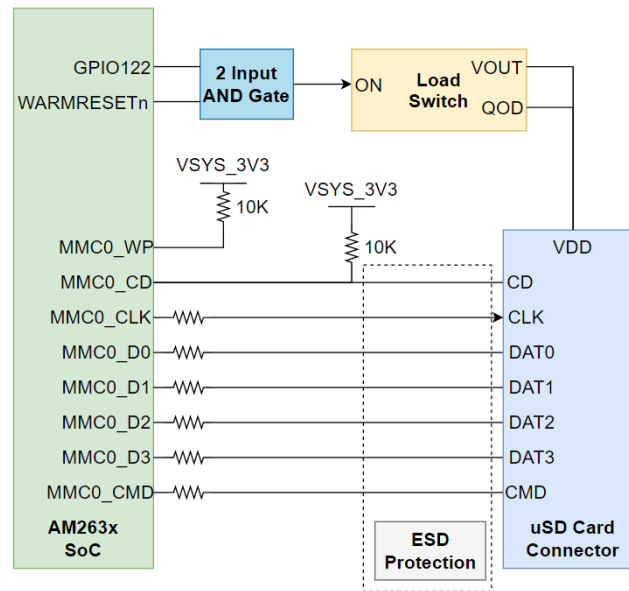 GPIO122
WARMRESETn
2 Input
AND Gate
ON
Load
Switch
VOUT
QOD
VSYS_3V3
10K
VSYS_3V3
10K
MMC0_WP
MMC0_CD
MMC0_CLK
MMC0_D0
MMC0_D1
MMC0_D2
MMC0_D3
MMC0_CMD
AM263x
SoC
ESD
Protection
VDD
CD
CLK
DAT0
DAT1
DAT2
DAT3
CMD
uSD Card
Connector